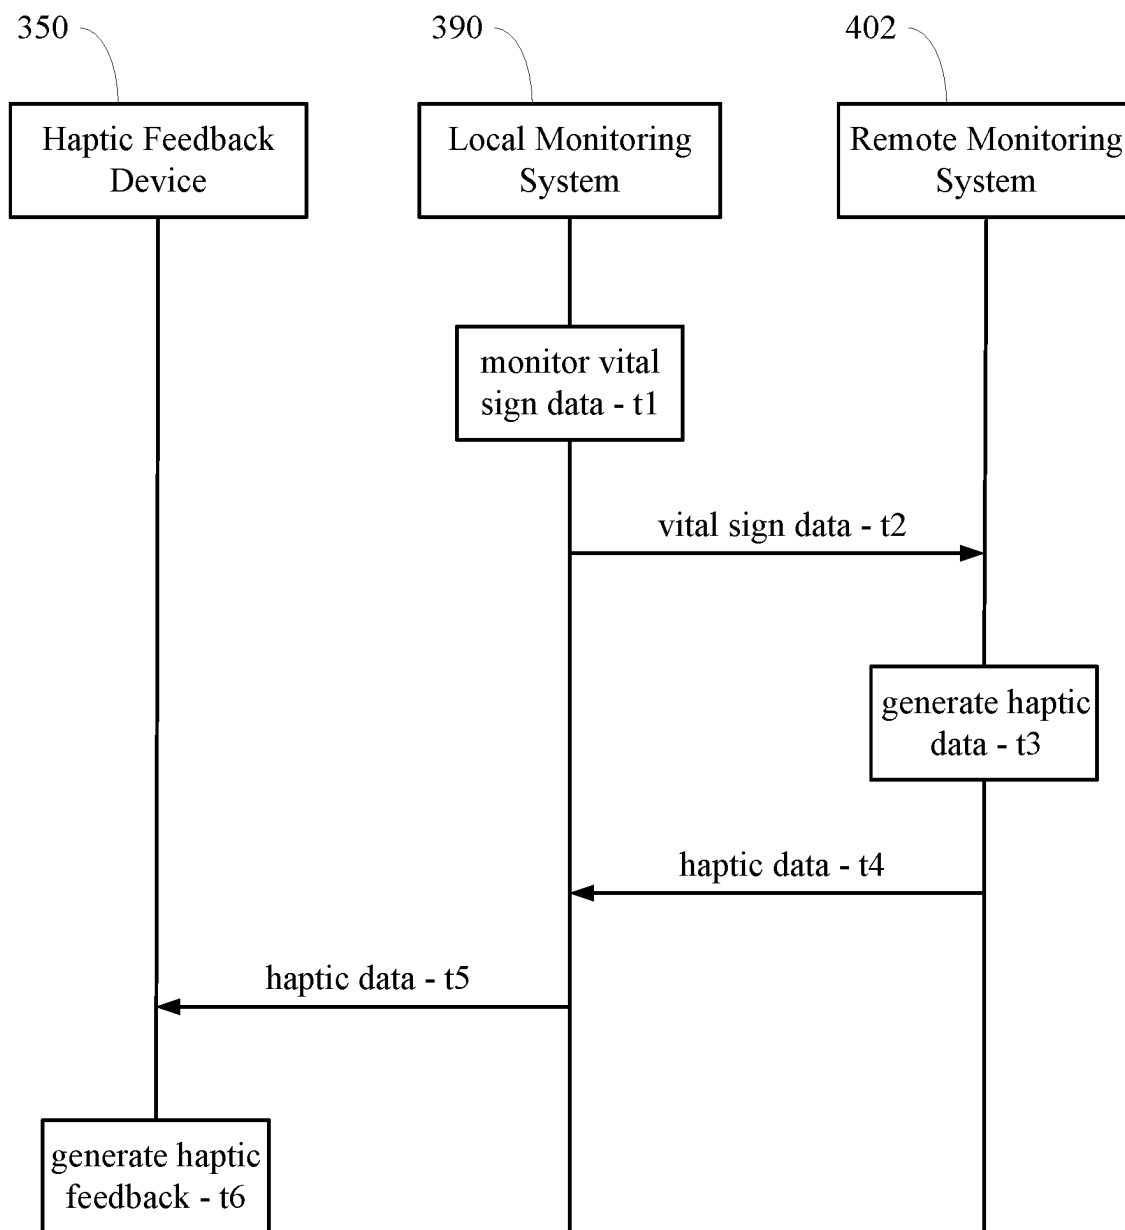 350
390
402
Haptic Feedback
Device
Local Monitoring
System
Remote Monitoring
System
monitor vital
sign data - t1
vital sign data - t2
generate haptic
data - t3
haptic data - t4
haptic data - t5
generate haptic
feedback - t6